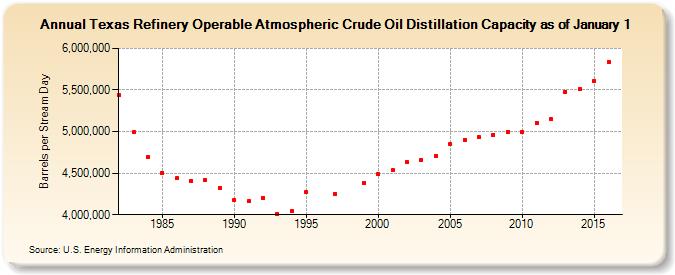 Annual Texas Refinery Operable Atmospheric Crude Oil Distillation Capacity as of January 1
Barrels per Stream Day
6,000,000
5,500,000
5,000,000
4,500,000
4,000,000
1985 1990 1995 2000 2005 2010 2015
Source: U.S. Energy Information Administration